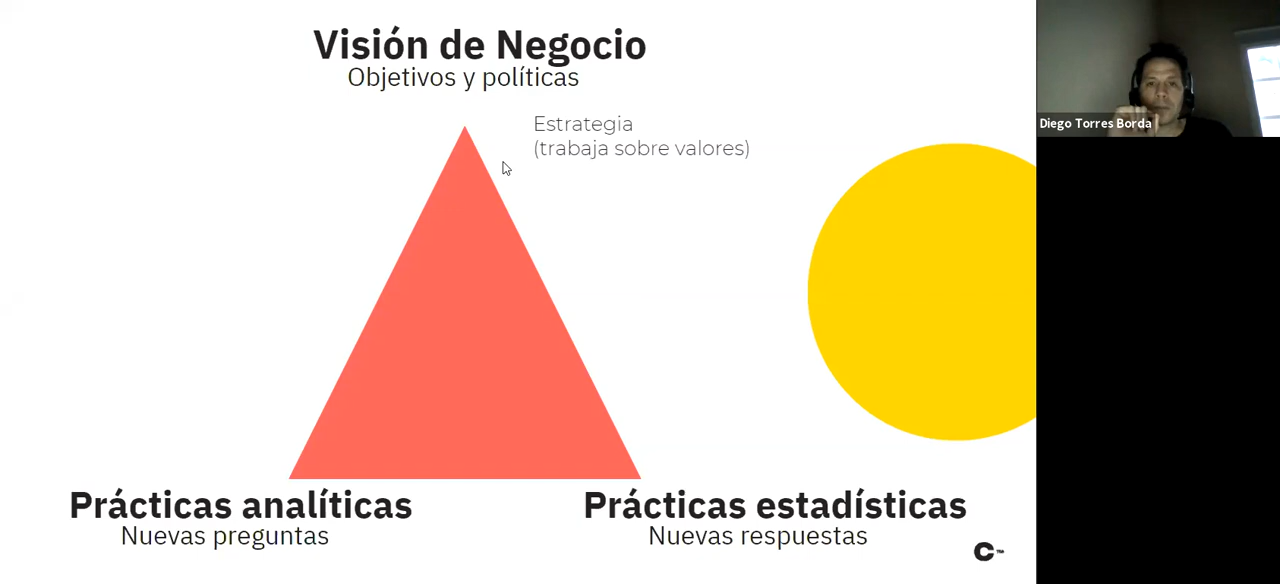 Visión de Negocio
Objetivos y políticas
Estrategia
(trabaja sobre valores)
Diego Torres Borda
Prácticas analíticas
Nuevas preguntas
Prácticas estadísticas
Nuevas respuestas
C